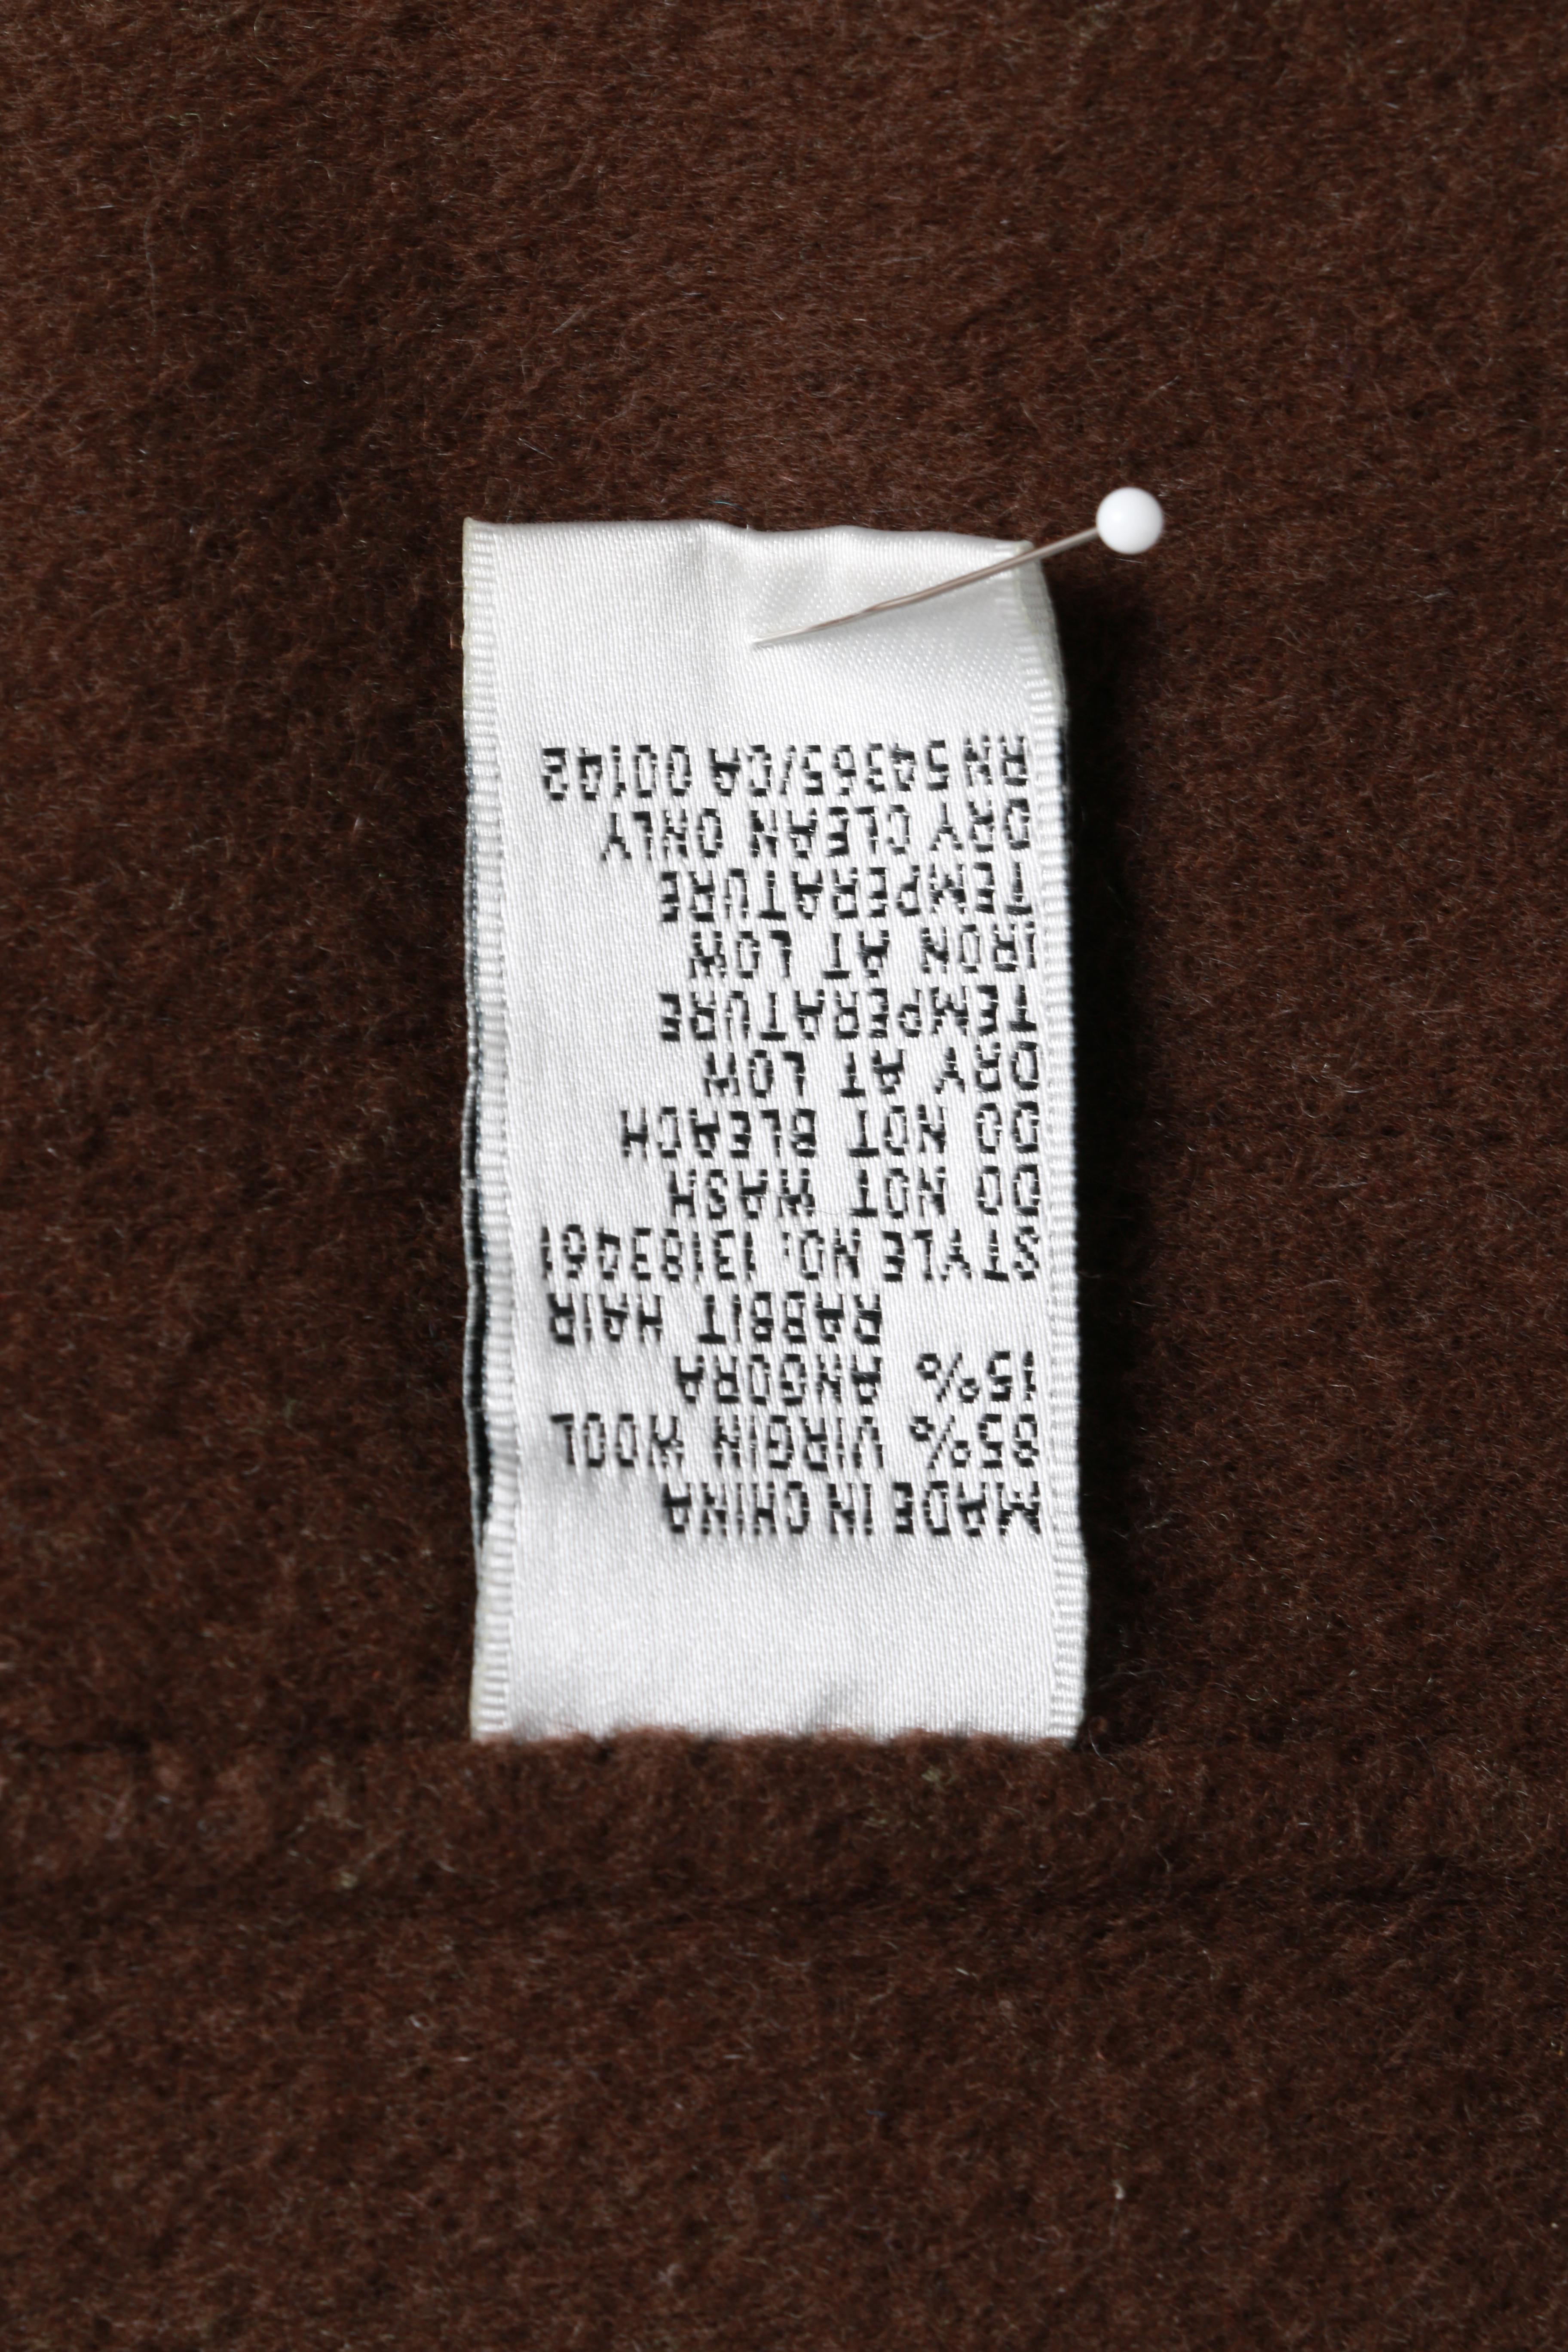 MADE IN CHINA
85% VIRGIN WOOL
15% ANGORA
RABBIT HAIR
STYLE NO: 13183461
DO NOT WASH
DO NOT BLEACH
DRY AT LOW
TEMPERATURE
IRON AT LOW
TEMPERATURE
DRY CLEAN ONLY
RN 54365/CA 00142